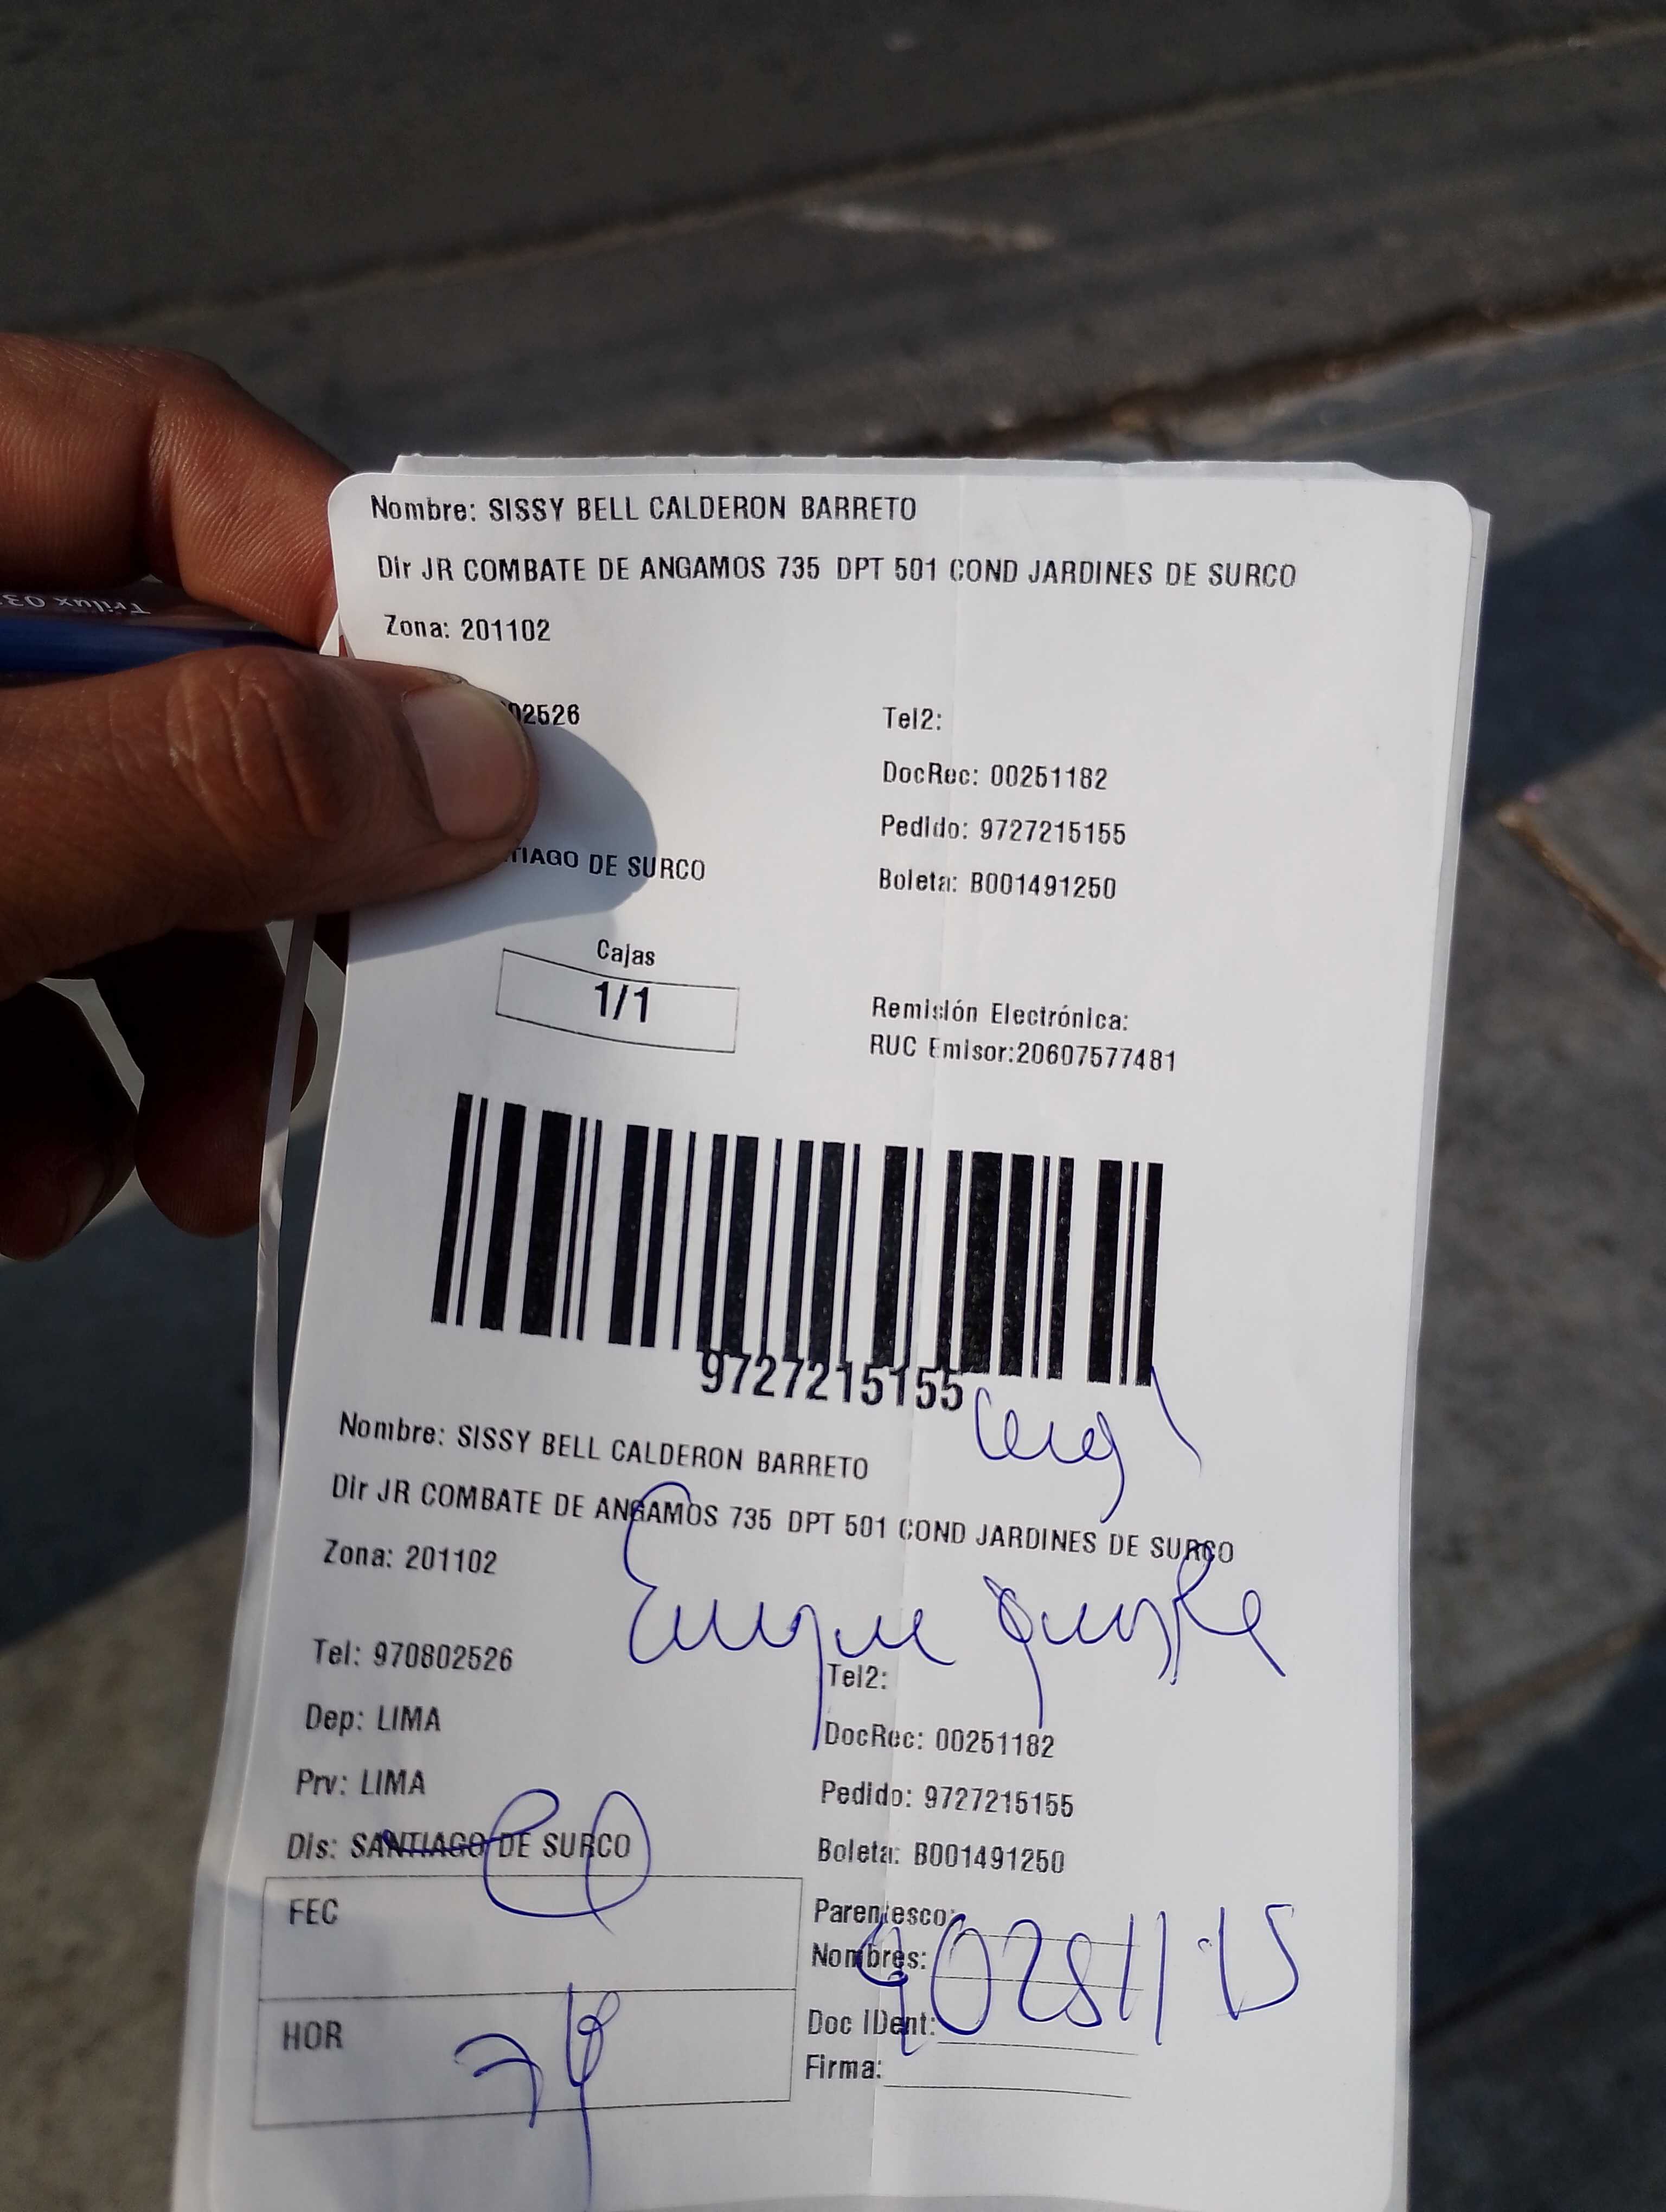 Trilux 03
Nombre: SISSY BELL CALDERON BARRETO
Dir JR COMBATE DE ANGAMOS 735 DPT 501 COND JARDINES DE SURCO
Zona: 201102
02526 Tel2:
DocRec: 00251182
Pedido: 9727215155
TIAGO DE SURCO
Boleta: B001491250
Cajas
1/1
Remisión Electrónica:
RUC Emisor:20607577481
9727215155
Nombre: SISSY BELL CALDERON BARRETO
Dir JR COMBATE DE ANGAMOS 735 DPT 501 COND JARDINES DE SURCO
Zona: 201102
Enrique
Tel: 970802526 Tel2:
Dep: LIMA DocRec: 00251182
Prv: LIMA Pedido: 9727215155
Dis: SANTIAGO DE SURCO Boleta: B001491250
FEC Parentesco:
Nombres:
HOR Doc IDent:
Firma: